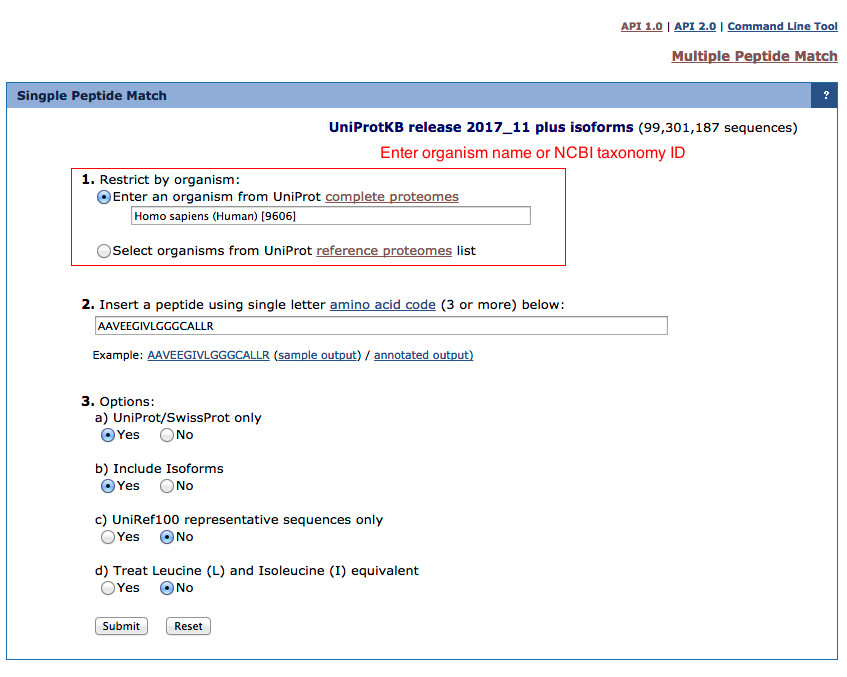 API 1.0 | API 2.0 | Command Line Tool
Multiple Peptide Match
Singple Peptide Match ?
UniProtKB release 2017_11 plus isoforms (99,301,187 sequences)
Enter organism name or NCBI taxonomy ID
1. Restrict by organism:
Enter an organism from UniProt complete proteomes
Homo sapiens (Human) [9606]
Select organisms from UniProt reference proteomes list
2. Insert a peptide using single letter amino acid code (3 or more) below:
AAVEEGIVLGGGCALLR
Example: AAVEEGIVLGGGCALLR (sample output) / annotated output)
3. Options:
a) UniProt/SwissProt only
Yes No
b) Include Isoforms
Yes No
c) UniRef100 representative sequences only
Yes No
d) Treat Leucine (L) and Isoleucine (I) equivalent
Yes No
Submit Reset